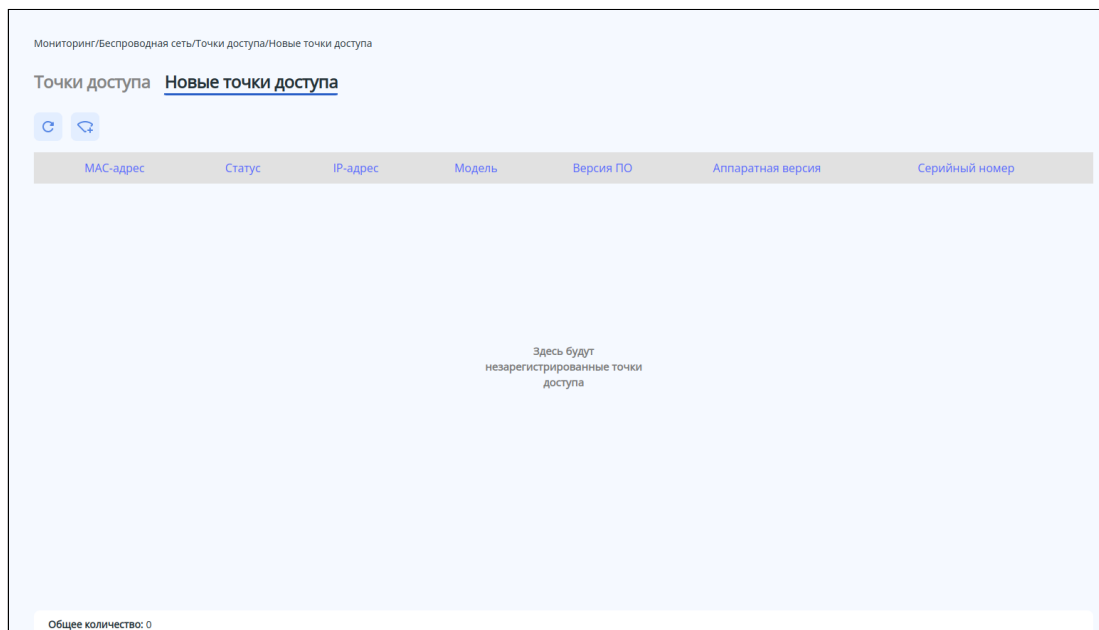 Мониторинг/Беспроводная сеть/Точки доступа/Новые точки доступа
Точки доступа Новые точки доступа
MAC-адрес Статус IP-адрес Модель Версия ПО Аппаратная версия Серийный номер
Здесь будут
незарегистрированные точки
доступа
Общее количество: 0